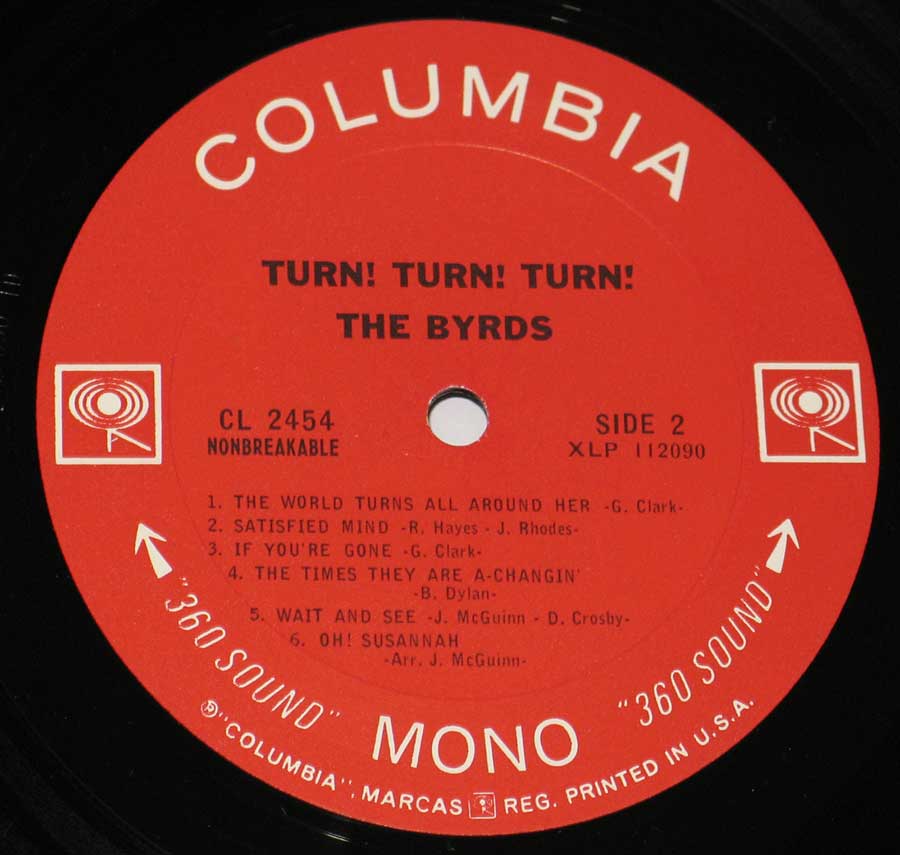 COLUMBIA
TURN! TURN! TURN!
THE BYRDS
CL 2454
NONBREAKABLE
SIDE 2
XLP 112090
1. THE WORLD TURNS ALL AROUND HER -G. Clark-
2. SATISFIED MIND -R. Hayes - J. Rhodes-
3. IF YOU'RE GONE -G. Clark-
4. THE TIMES THEY ARE A-CHANGIN'
-B. Dylan-
5. WAIT AND SEE -J. McGuinn - D. Crosby-
6. OH! SUSANNAH
-Arr. J. McGuinn-
"360 SOUND"
MONO
"360 SOUND"
®"COLUMBIA", MARCAS REG. PRINTED IN U.S.A.